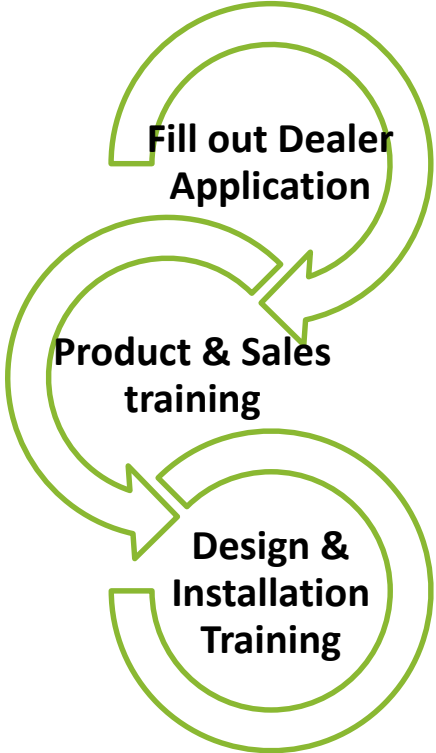 Fill out Dealer
Application
Product & Sales
training
Design &
Installation
Training